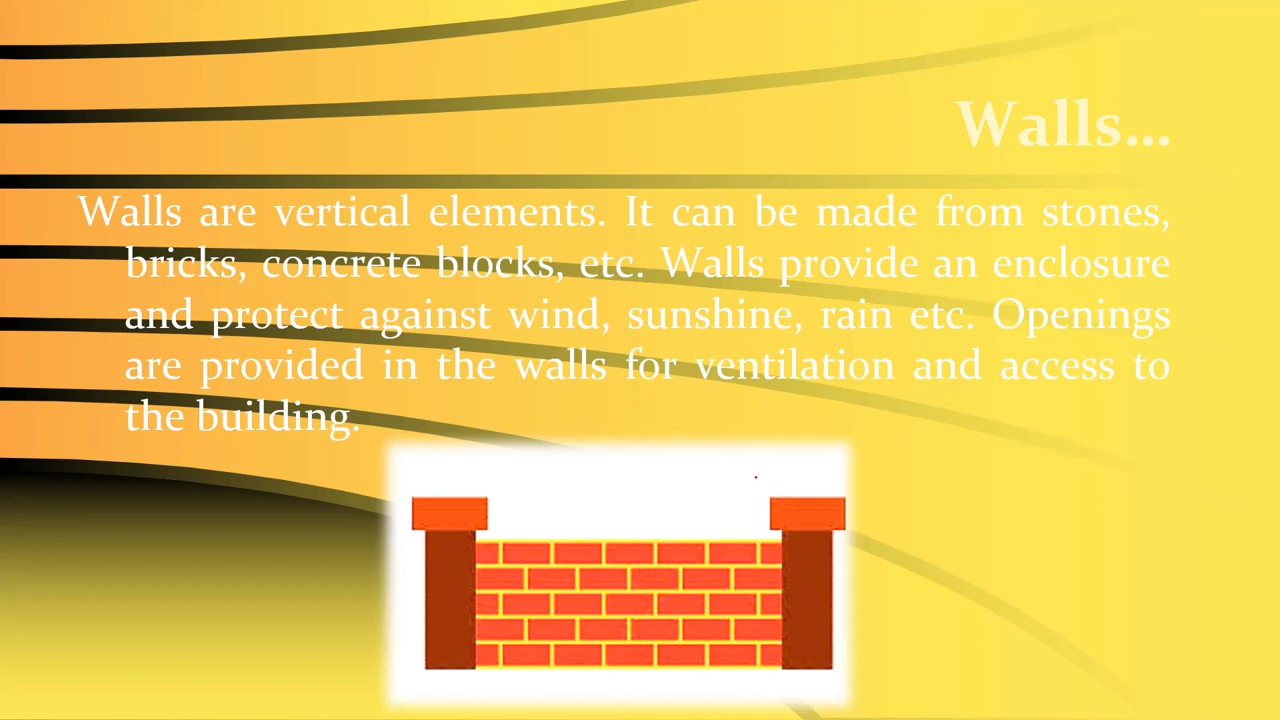 Walls...
Walls are vertical elements. It can be made from stones,
bricks, concrete blocks, etc. Walls provide an enclosure
and protect against wind, sunshine, rain etc. Openings
are provided in the walls for ventilation and access to
the building.